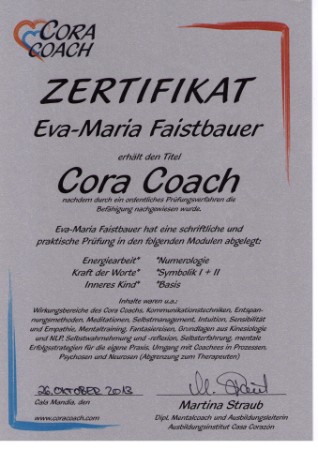 CORA
COACH
ZERTIFIKAT
Eva-Maria Faistbauer
erhält den Titel
Cora Coach
nachdem durch ein ordentliches Prüfungsverfahren die
Befähigung nachgewiesen wurde.
Eva-Maria Faistbauer hat eine schriftliche und
praktische Prüfung in den folgenden Modulen abgelegt:
Energiearbeit* *Numerologie
Kraft der Worte* *Symbolik I + II
Inneres Kind* *Basis
Inhalte waren u.a.:
Wirkungsbereiche des Cora Coachs, Kommunikationstechniken, Entspan-
nungsmethoden, Meditationen, Selbstmanagement, Intuition, Sensibilität
und Empathie, Mentaltraining, Fantasiereisen, Grundlagen aus Kinesiologie
und NLP, Selbstwahrnehmung und -reflexion, Selbsterfahrung, mentale
Erfolgsstrategien für die eigene Praxis, Umgang mit Coachees in Prozessen,
Psychosen und Neurosen (Abgrenzung zum Therapeuten)
26. OKTOBER 2013
Cala Mandia, den
Martina Straub
www.coracoach.com
Dipl. Mentalcoach und Ausbildungsleiterin
Ausbildungsinstitut Casa Corazón